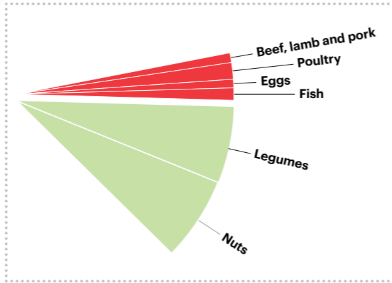 Beef, lamb and pork
Poultry
Eggs
Fish
Legumes
Nuts